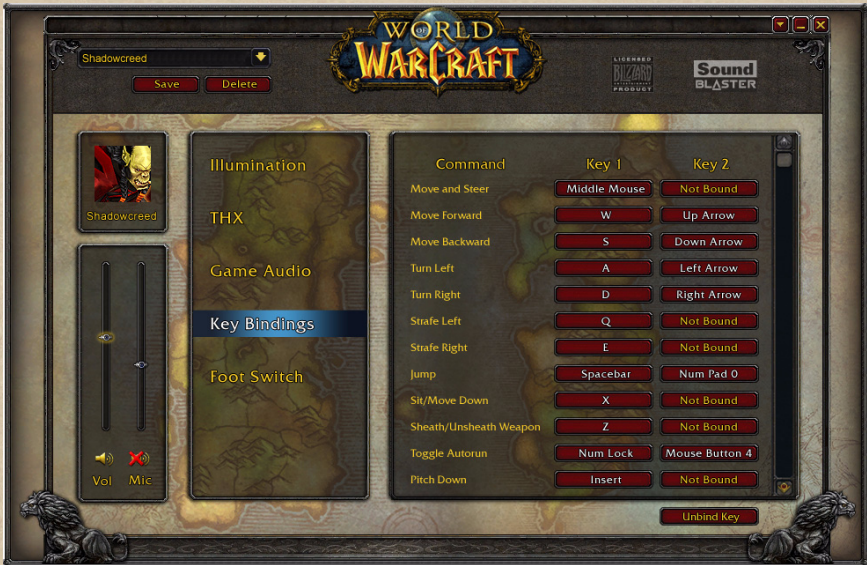 WORLD
OF
WARCRAFT
Shadowcreed
Save Delete
LICENSED
BLIZZARD
ENTERTAINMENT
PRODUCT
Sound
BLASTER
Shadowcreed
Vol Mic
Illumination
THX
Game Audio
Key Bindings
Foot Switch
Command Key 1 Key 2
Move and Steer Middle Mouse Not Bound
Move Forward W Up Arrow
Move Backward S Down Arrow
Turn Left A Left Arrow
Turn Right D Right Arrow
Strafe Left Q Not Bound
Strafe Right E Not Bound
Jump Spacebar Num Pad 0
Sit/Move Down X Not Bound
Sheath/Unsheath Weapon Z Not Bound
Toggle Autorun Num Lock Mouse Button 4
Pitch Down Insert Not Bound
Unbind Key